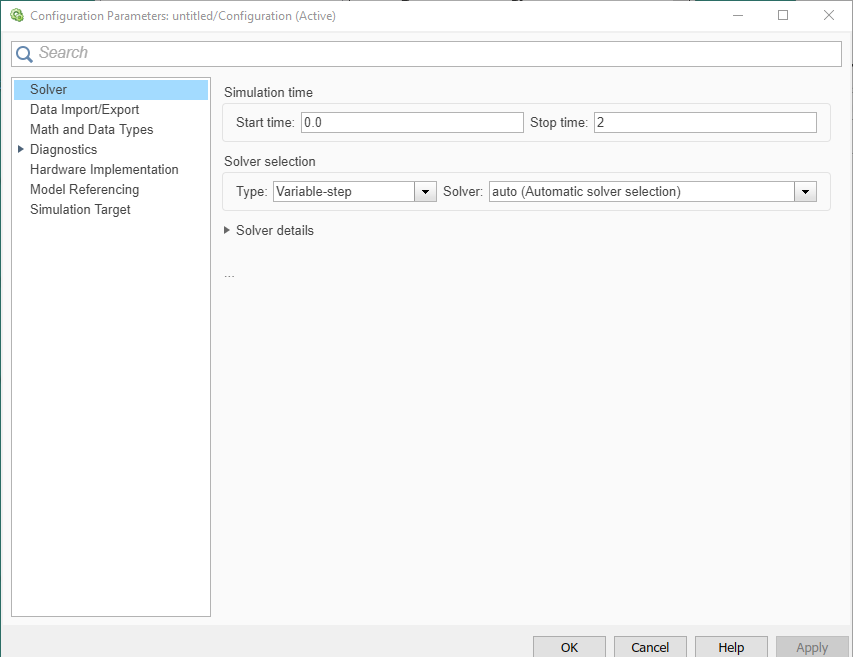 Configuration Parameters: untitled/Configuration (Active)
Search
Solver
Data Import/Export
Math and Data Types
Diagnostics
Hardware Implementation
Model Referencing
Simulation Target
Simulation time
Start time: 0.0 Stop time: 2
Solver selection
Type: Variable-step Solver: auto (Automatic solver selection)
Solver details
...
OK Cancel Help Apply